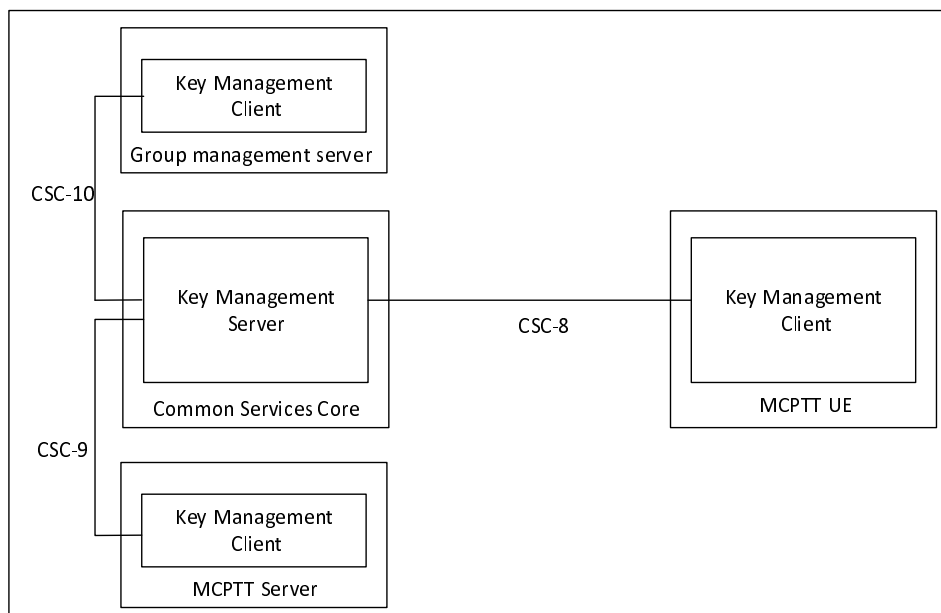 Key Management
Client
Group management server
CSC-10
Key Management
Server
Common Services Core
CSC-8
Key Management
Client
MCPTT UE
CSC-9
Key Management
Client
MCPTT Server